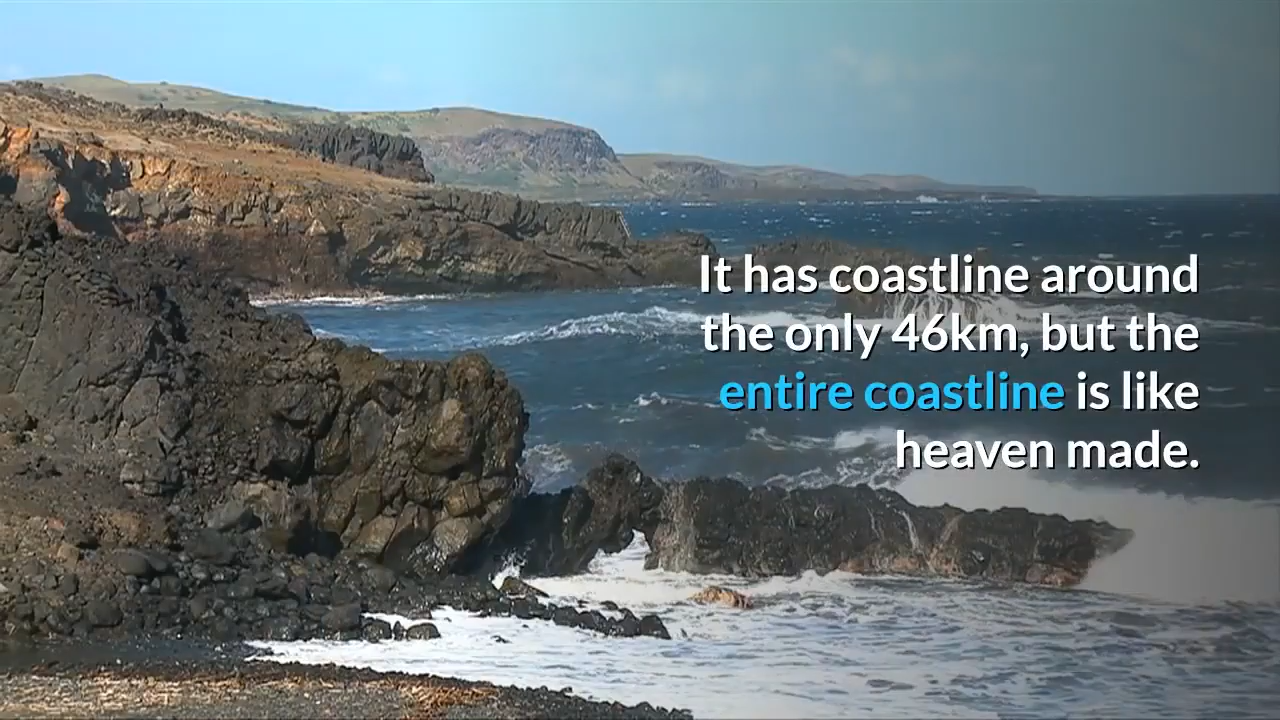 It has coastline around
the only 46km, but the
entire coastline is like
heaven made.